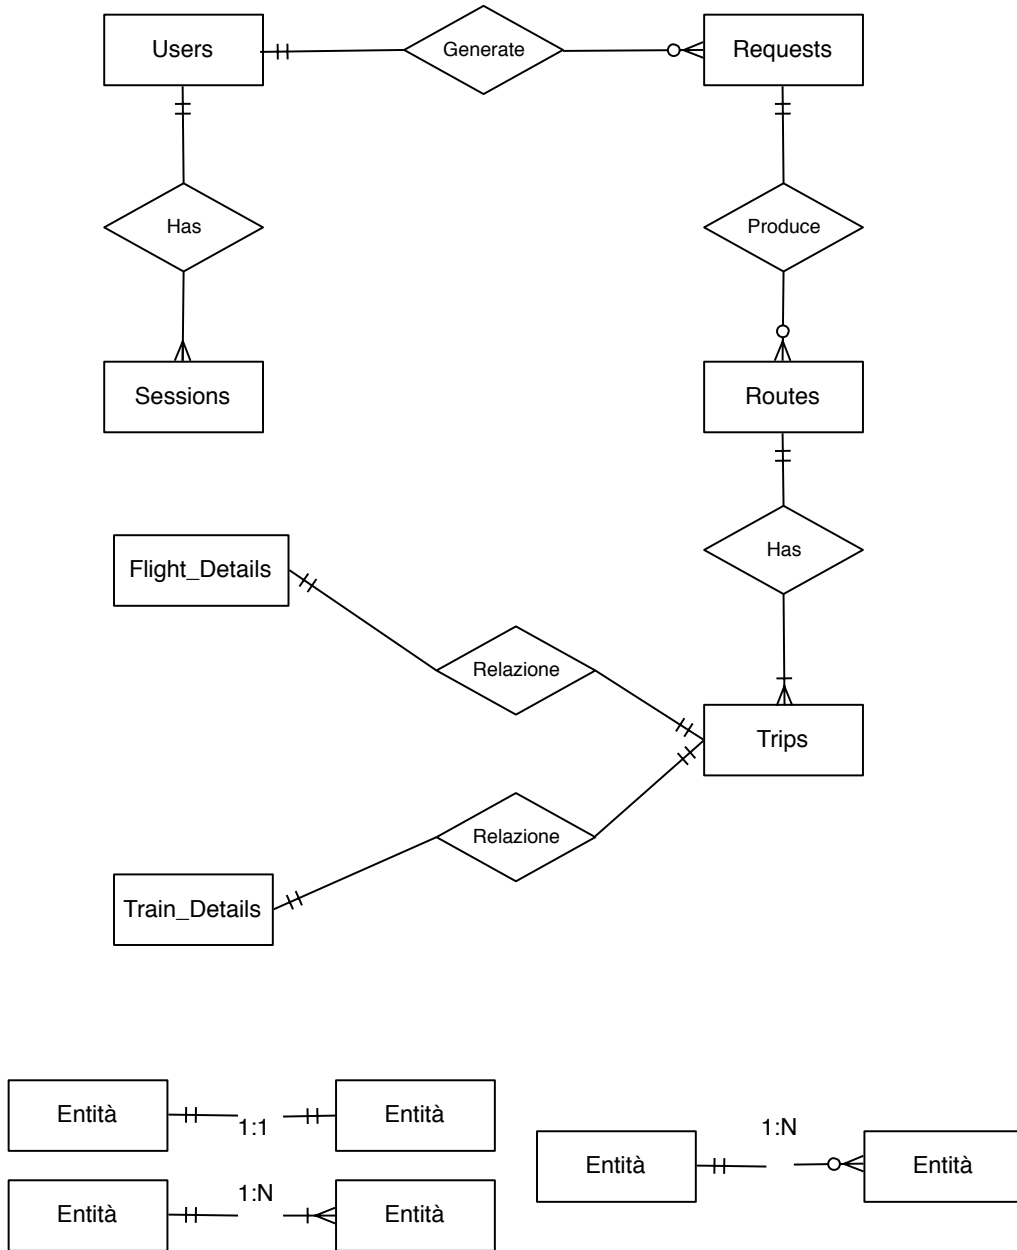 Users
Generate
Requests
Has
Produce
Sessions
Routes
Flight_Details
Has
Relazione
Trips
Relazione
Train_Details
Entità
1:1
Entità
1:N
Entità
Entità
Entità
1:N
Entità